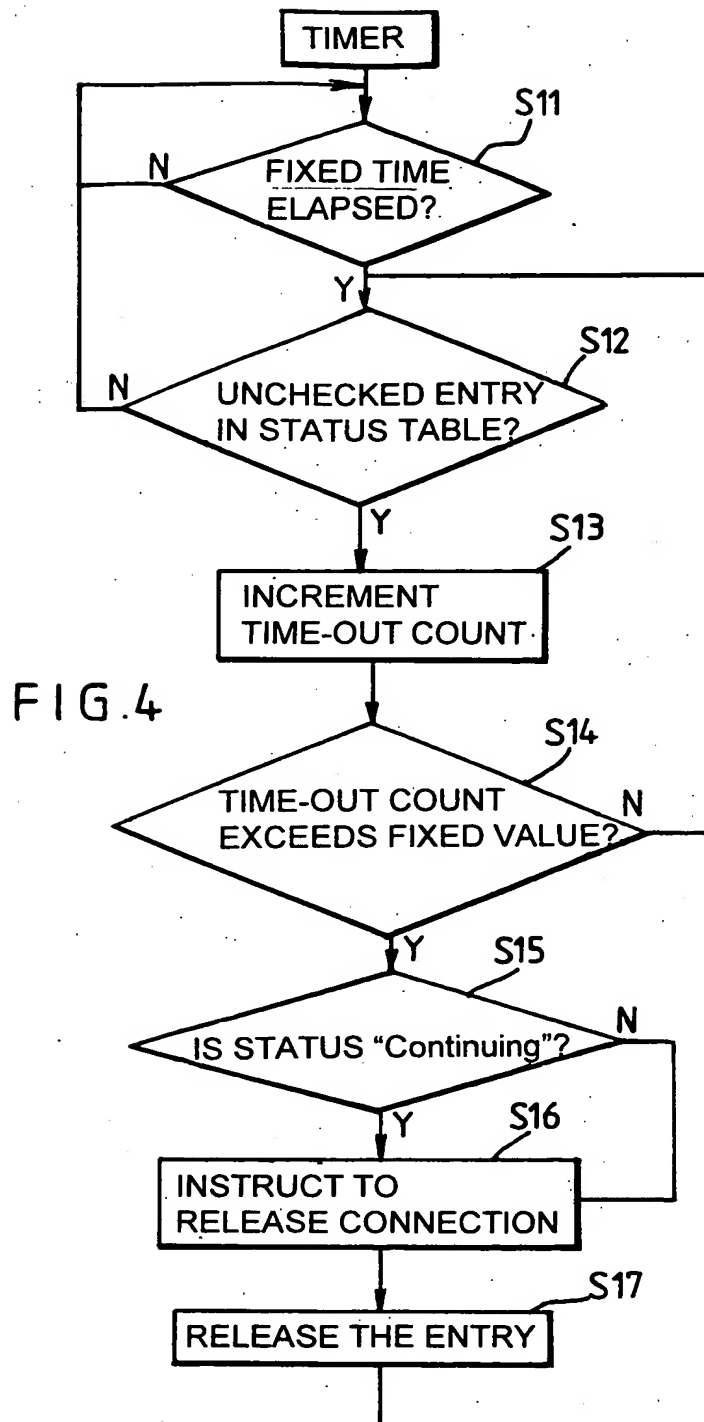 TIMER
S11
N
FIXED TIME
ELAPSED?
Y
S12
N
UNCHECKED ENTRY
IN STATUS TABLE?
Y
S13
INCREMENT
TIME-OUT COUNT
FIG.4
S14
TIME-OUT COUNT
EXCEEDS FIXED VALUE?
N
Y
S15
IS STATUS “Continuing”?
N
Y
S16
INSTRUCT TO
RELEASE CONNECTION
S17
RELEASE THE ENTRY